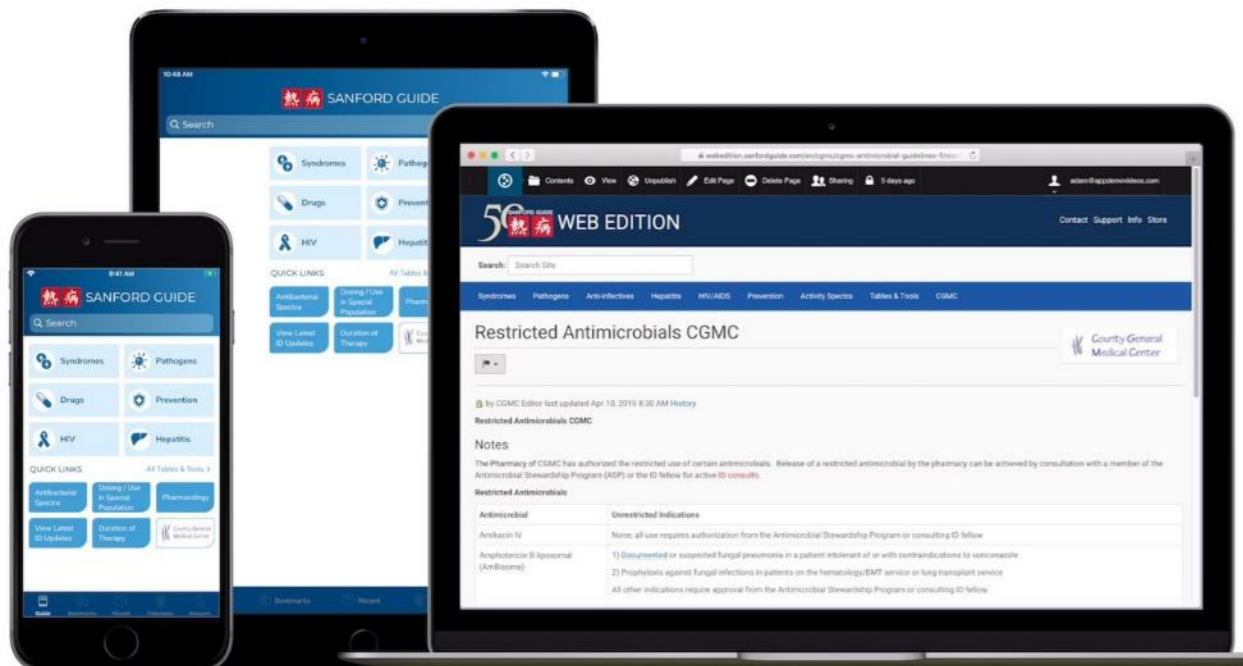 9:41 AM
熱病 SANFORD GUIDE
Search
Syndromes
Pathogens
Drugs
Prevention
HIV
Hepatitis
QUICK LINKS
All Tables & Tools >
Antibacterial
Spectra
Dosing / Use
in Special
Population
Pharmacology
View Latest
ID Updates
Duration of
Therapy
County General
Medical Center
Guide
Bookmarks
Recent
10:48 AM
熱病 SANFORD GUIDE
Search
Syndromes
Drugs
HIV
QUICK LINKS
All Tables &
Antibacterial
Spectra
Dosing / Use
in Special
Population
View Latest
ID Updates
Duration of
Therapy
Bookmarks
Recent
Contents
View
Unpublish
Edit Page
Delete Page
Sharing
5 days ago
adam@appdemovideos.com
50 SANFORD GUIDE 熱病 WEB EDITION
Contact Support Info Store
Search: Search Site
Syndromes Pathogens Anti-infectives Hepatitis HIV/AIDS Prevention Activity Spectra Tables & Tools CGMC
Restricted Antimicrobials CGMC
County General
Medical Center
by CGMC Editor last updated Apr 10, 2019 8:30 AM History
Restricted Antimicrobials CGMC
Notes
The Pharmacy of CGMC has authorized the restricted use of certain antimicrobials. Release of a restricted antimicrobial by the pharmacy can be achieved by consultation with a member of the
Antimicrobial Stewardship Program (ASP) or the ID fellow for active ID consults.
Restricted Antimicrobials
Antimicrobial Unrestricted Indications
Amikacin IV None; all use requires authorization from the Antimicrobial Stewardship Program or consulting ID fellow
Amphotericin B liposomal
(AmBisome)
1) Documented or suspected fungal pneumonia in a patient intolerant of or with contraindications to voriconazole
2) Prophylaxis against fungal infections in patients on the hematology/BMT service or lung transplant service
All other indications require approval from the Antimicrobial Stewardship Program or consulting ID fellow